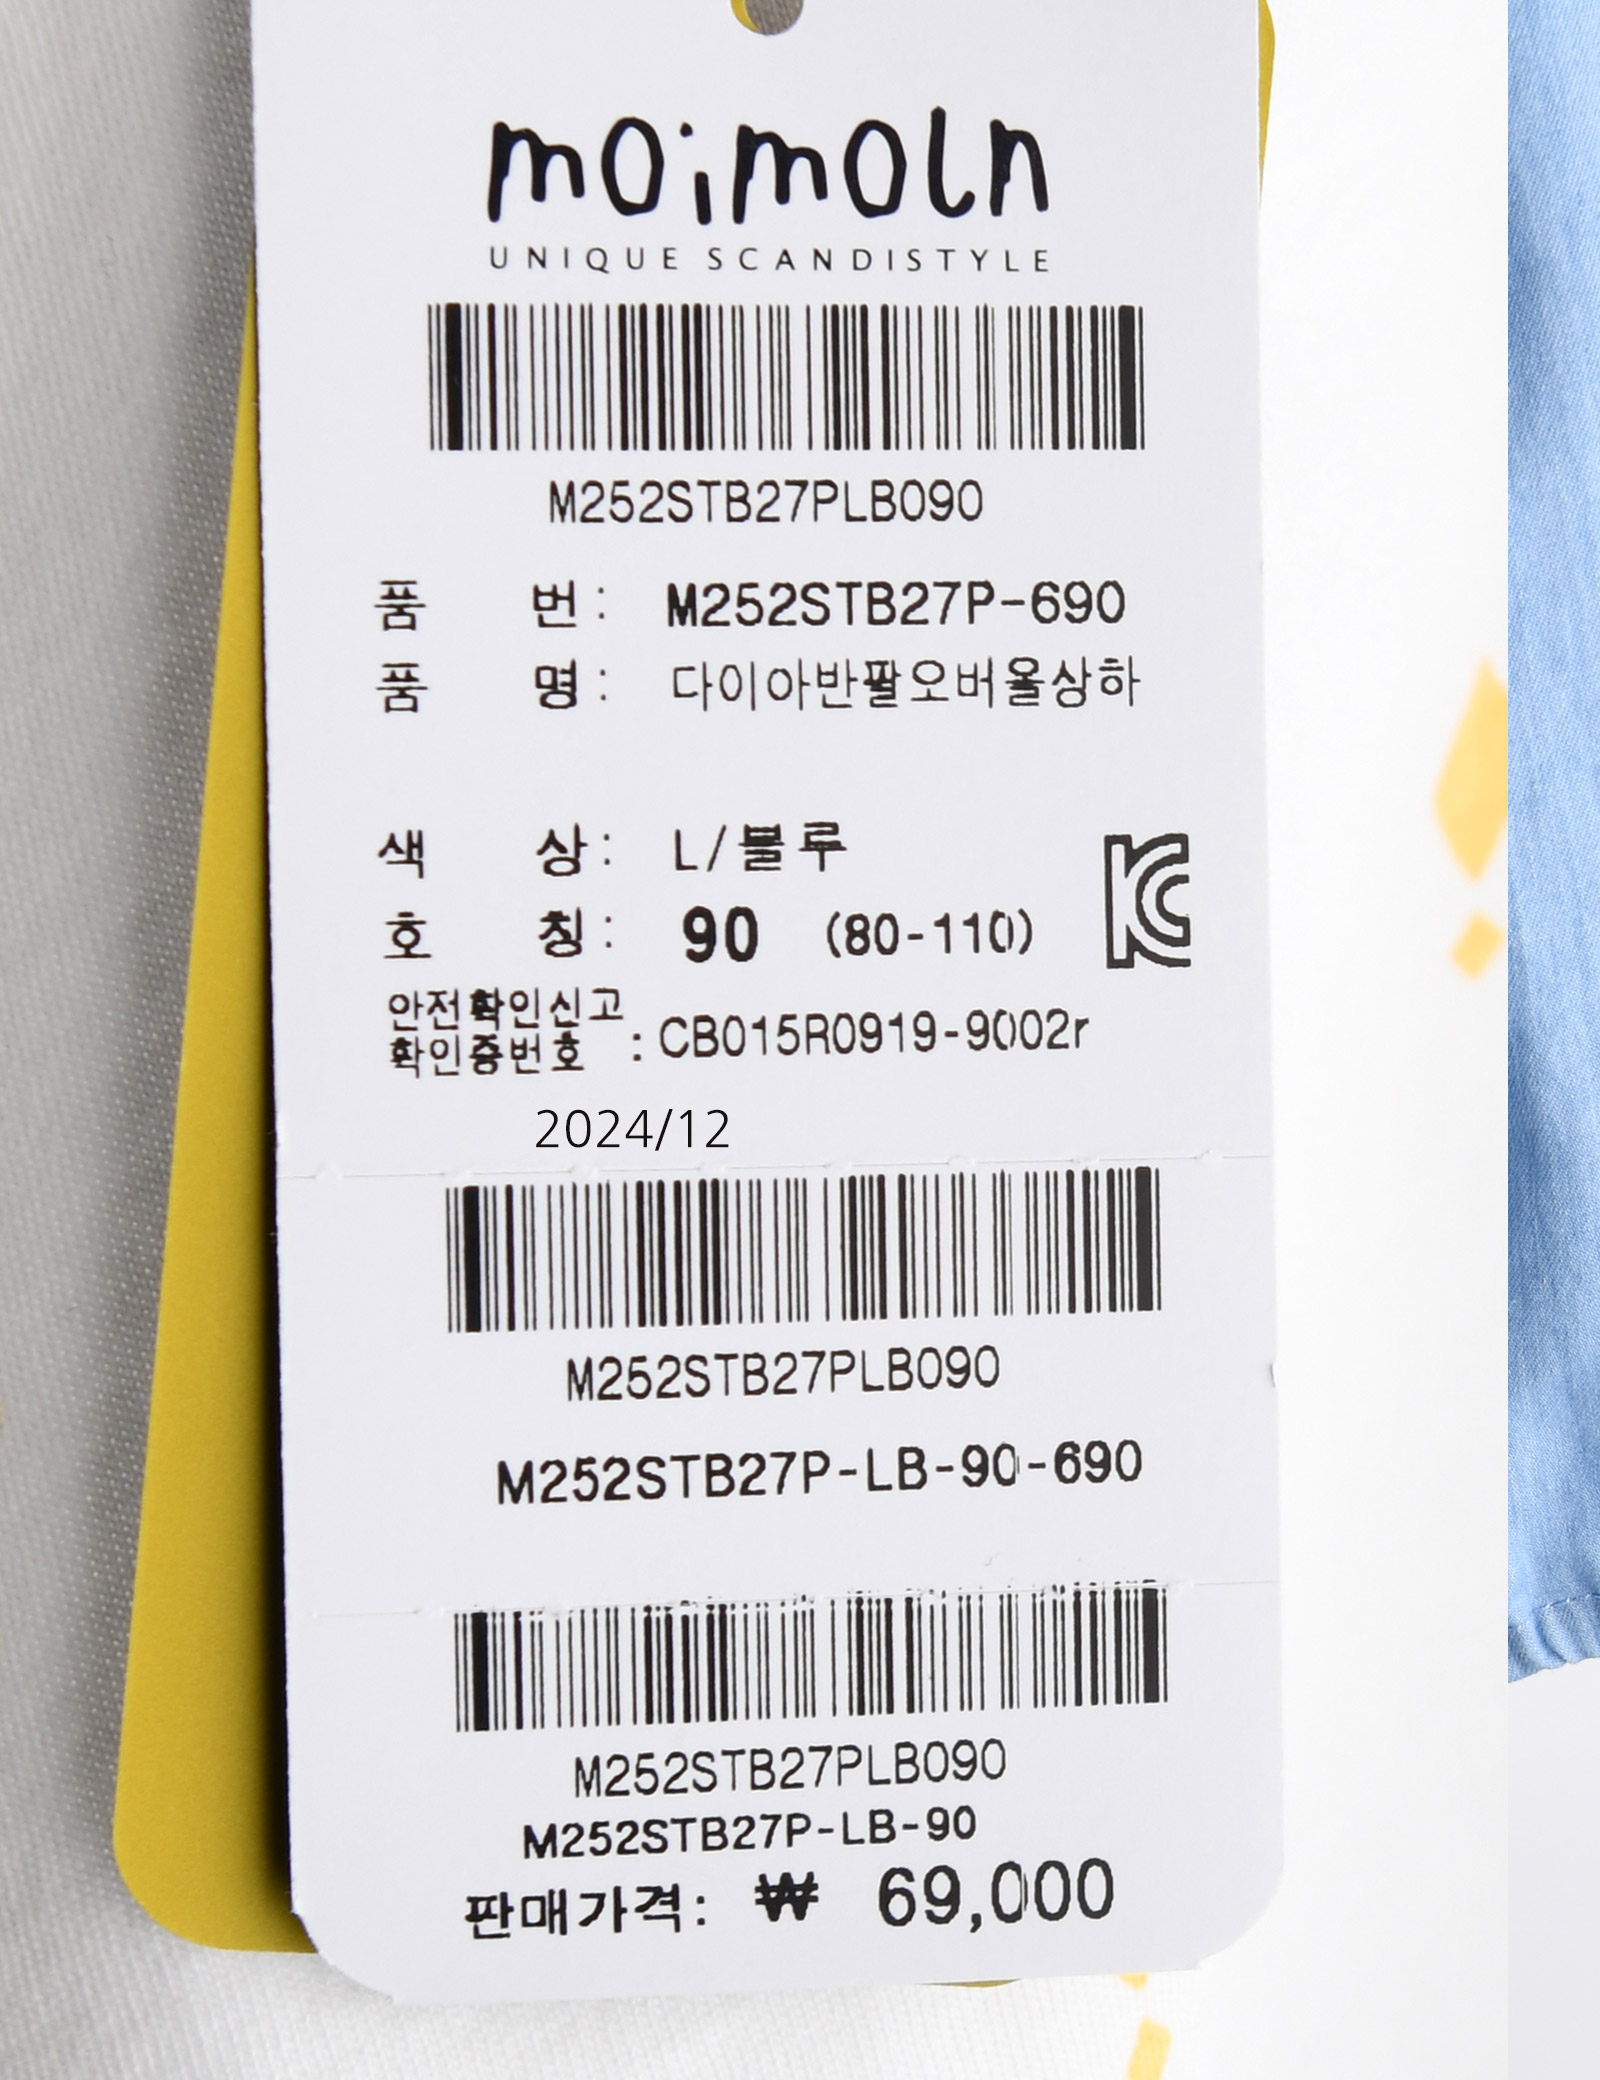 moimoln
UNIQUE SCANDISTYLE
M252STB27PLB090
품 번: M252STB27P-690
품 명: 다이아반팔오버올상하
색 상: L/블루
호 칭: 90 (80-110)
안전확인신고
확인증번호 : CB015R0919-9002r
2024/12
M252STB27PLB090
M252STB27P-LB-90-690
M252STB27PLB090
M252STB27P-LB-90
판매가격: ₩ 69,000